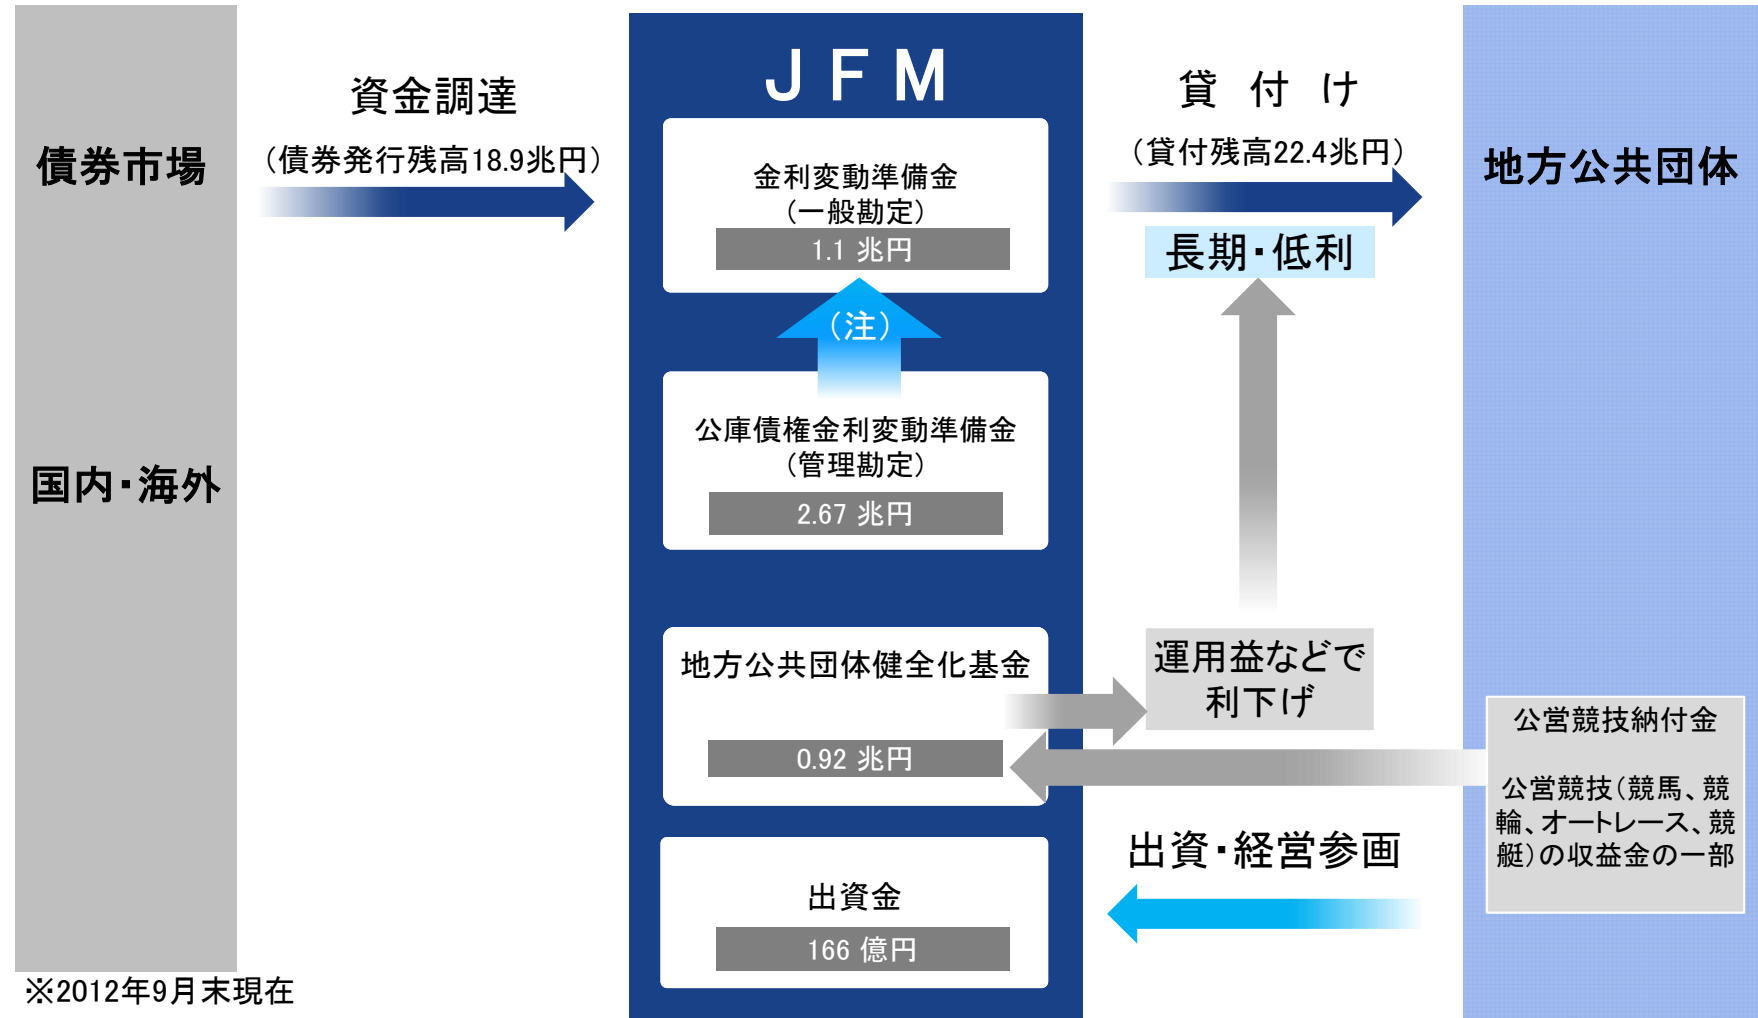 債券市場
国内・海外
資金調達
（債券発行残高18.9兆円）
ＪＦＭ
金利変動準備金
（一般勘定）
1.1 兆円
（注）
公庫債権金利変動準備金
（管理勘定）
2.67 兆円
地方公共団体健全化基金
0.92 兆円
出資金
166 億円
貸　付　け
（貸付残高22.4兆円）
長期・低利
運用益などで
利下げ
出資・経営参画
地方公共団体
公営競技納付金
公営競技（競馬、競
輪、オートレース、競
艇）の収益金の一部
※2012年9月末現在